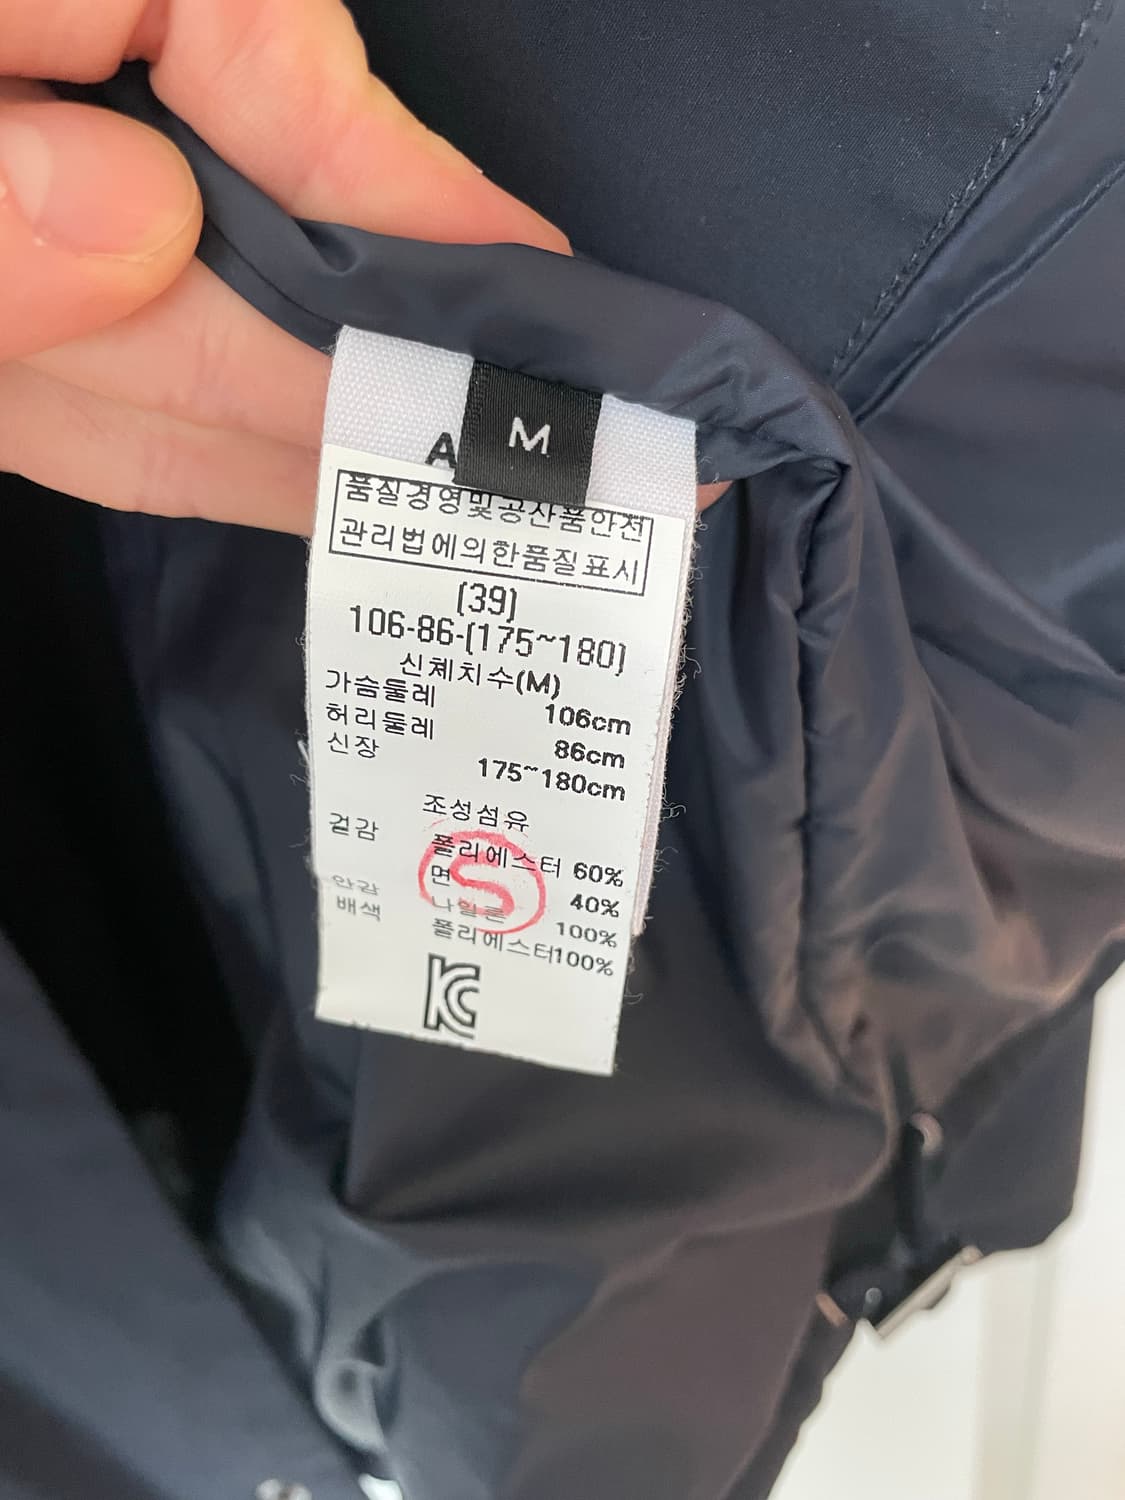 M
A
품질경영및공산품안전
관리법에의한품질표시
(39)
106-86-(175~180)
신체치수(M)
가슴둘레 106cm
허리둘레 86cm
신장 175~180cm
조성섬유
겉감 폴리에스터 60%
면 40%
안감 나일론 100%
배색 폴리에스터100%
S
KC